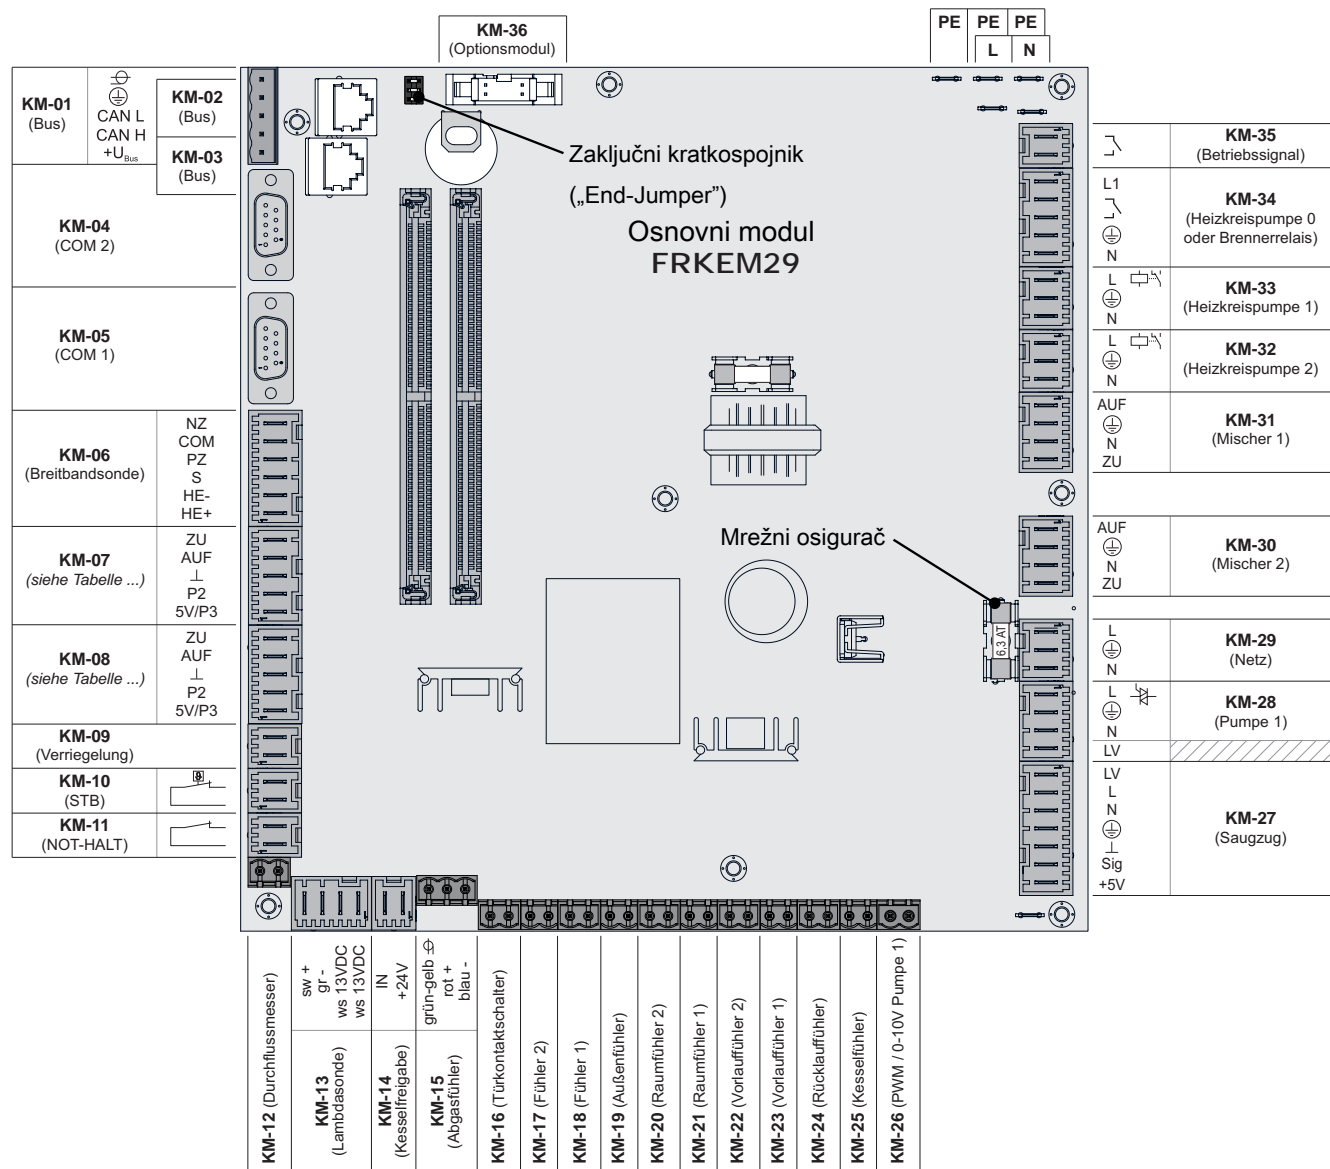 KM-36
(Optionsmodul)
PE PE PE
L N
KM-01
(Bus)
CAN L
CAN H
+U Bus
KM-02
(Bus)
KM-03
(Bus)
KM-04
(COM 2)
KM-05
(COM 1)
KM-06
(Breitbandsonde)
NZ
COM
PZ
S
HE-
HE+
KM-07
(siehe Tabelle ...)
ZU
AUF
⊥
P2
5V/P3
KM-08
(siehe Tabelle ...)
ZU
AUF
⊥
P2
5V/P3
KM-09
(Verriegelung)
KM-10
(STB)
KM-11
(NOT-HALT)
Zaključni kratkospojnik
(„End-Jumper”)
Osnovni modul
FRKEM29
Mrežni osigurač
6,3 AT
KM-35
(Betriebssignal)
L1
N
KM-34
(Heizkreispumpe 0
oder Brennerrelais)
L
N
KM-33
(Heizkreispumpe 1)
L
N
KM-32
(Heizkreispumpe 2)
AUF
N
ZU
KM-31
(Mischer 1)
AUF
N
ZU
KM-30
(Mischer 2)
L
N
KM-29
(Netz)
L
N
LV
KM-28
(Pumpe 1)
LV
L
N
⊥
Sig
+5V
KM-27
(Saugzug)
KM-12 (Durchflussmesser)
sw +
gr -
ws 13VDC
ws 13VDC
KM-13
(Lambdasonde)
IN
+24V
KM-14
(Kesselfreigabe)
grün-gelb
rot +
blau -
KM-15
(Abgasfühler)
KM-16 (Türkontaktschalter)
KM-17 (Fühler 2)
KM-18 (Fühler 1)
KM-19 (Außenfühler)
KM-20 (Raumfühler 2)
KM-21 (Raumfühler 1)
KM-22 (Vorlauffühler 2)
KM-23 (Vorlauffühler 1)
KM-24 (Rücklauffühler)
KM-25 (Kesselfühler)
KM-26 (PWM / 0-10V Pumpe 1)